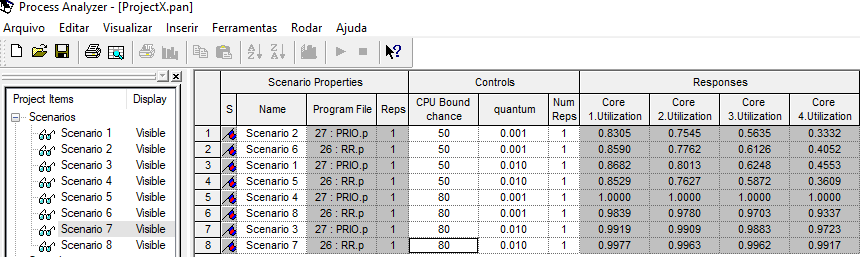 Process Analyzer - [ProjectX.pan]
Arquivo Editar Visualizar Inserir Ferramentas Rodar Ajuda
Project Items Display
Scenarios
Scenario 1 Visible
Scenario 2 Visible
Scenario 3 Visible
Scenario 4 Visible
Scenario 5 Visible
Scenario 6 Visible
Scenario 7 Visible
Scenario 8 Visible
Scenario Properties Controls Responses
S Name Program File Reps CPU Bound chance quantum Num Reps Core 1.Utilization Core 2.Utilization Core 3.Utilization Core 4.Utilization
1 Scenario 2 27 : PRIO.p 1 50 0.001 1 0.8305 0.7545 0.5635 0.3332
2 Scenario 6 26 : RR.p 1 50 0.001 1 0.8590 0.7762 0.6126 0.4052
3 Scenario 1 27 : PRIO.p 1 50 0.010 1 0.8682 0.8013 0.6248 0.4553
4 Scenario 5 26 : RR.p 1 50 0.010 1 0.8529 0.7627 0.5872 0.3609
5 Scenario 4 27 : PRIO.p 1 80 0.001 1 1.0000 1.0000 1.0000 1.0000
6 Scenario 8 26 : RR.p 1 80 0.001 1 0.9839 0.9780 0.9703 0.9337
7 Scenario 3 27 : PRIO.p 1 80 0.010 1 0.9919 0.9909 0.9883 0.9723
8 Scenario 7 26 : RR.p 1 80 0.010 1 0.9977 0.9963 0.9962 0.9917